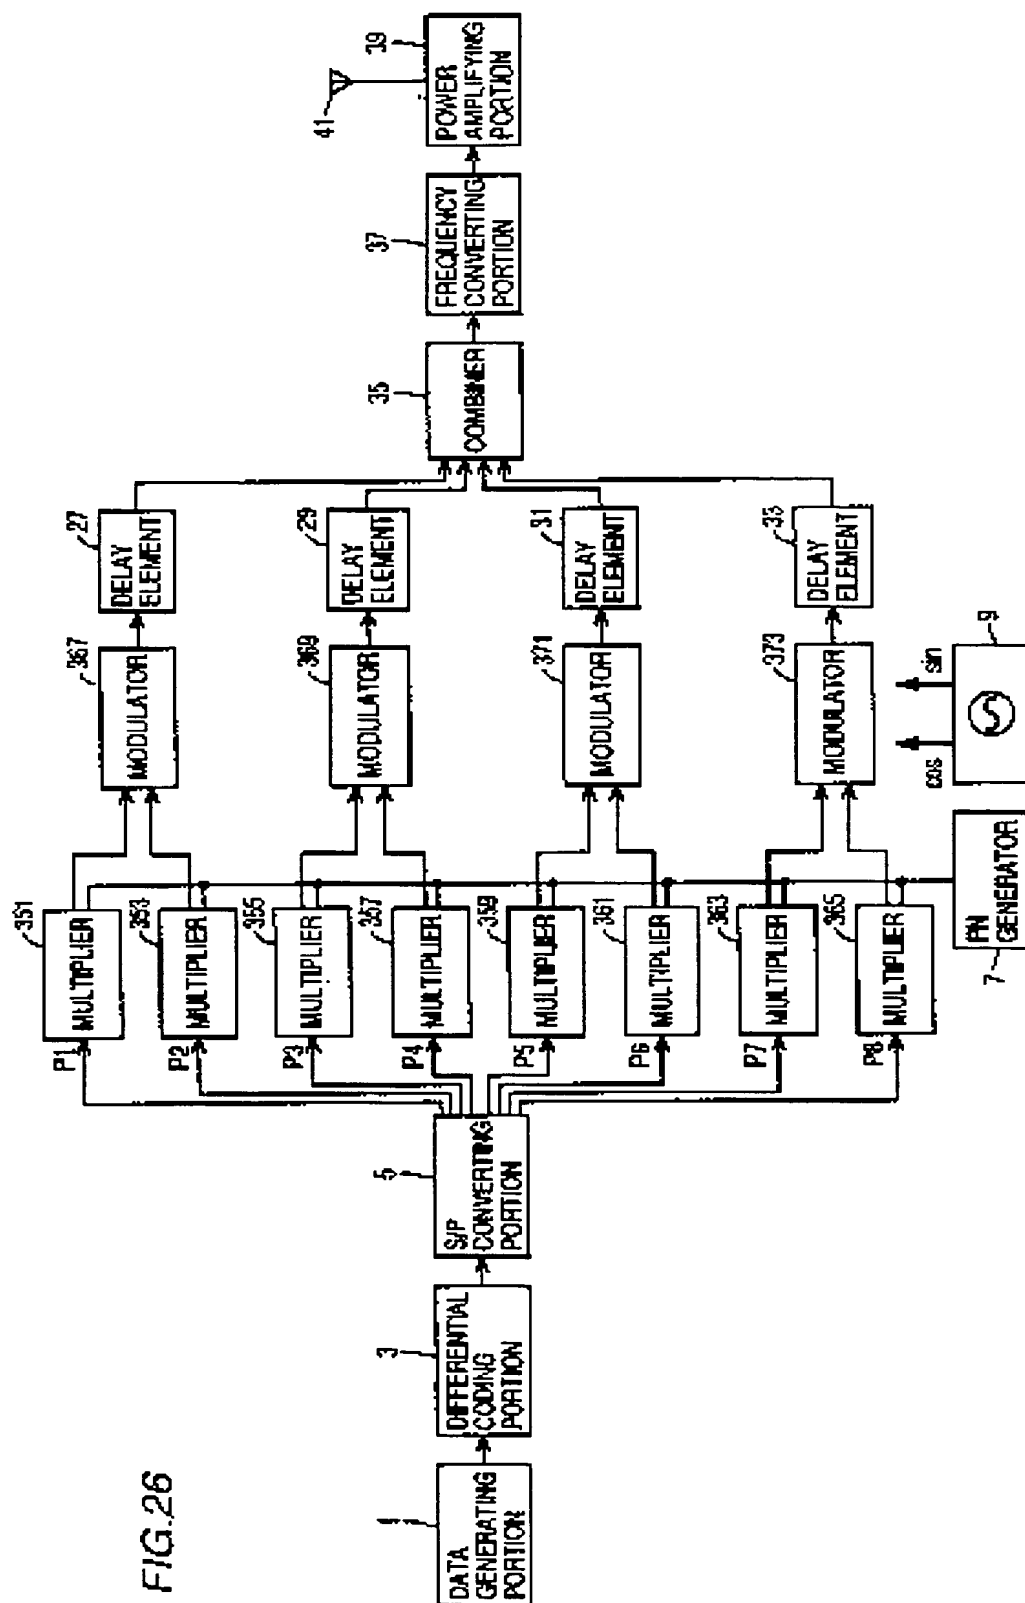 FIG.26
1
DATA
GENERATING
PORTION
3
DIFFERENTIAL
CODING
PORTION
5
S/P
CONVERTING
PORTION
P1
351
MULTIPLIER
P2
353
MULTIPLIER
P3
355
MULTIPLIER
P4
357
MULTIPLIER
P5
359
MULTIPLIER
P6
361
MULTIPLIER
P7
363
MULTIPLIER
P8
365
MULTIPLIER
7
PN
GENERATOR
367
MODULATOR
369
MODULATOR
371
MODULATOR
373
MODULATOR
cos
sin
9
27
DELAY
ELEMENT
29
DELAY
ELEMENT
31
DELAY
ELEMENT
33
DELAY
ELEMENT
35
COMBINER
37
FREQUENCY
CONVERTING
PORTION
41
39
POWER
AMPLIFYING
PORTION